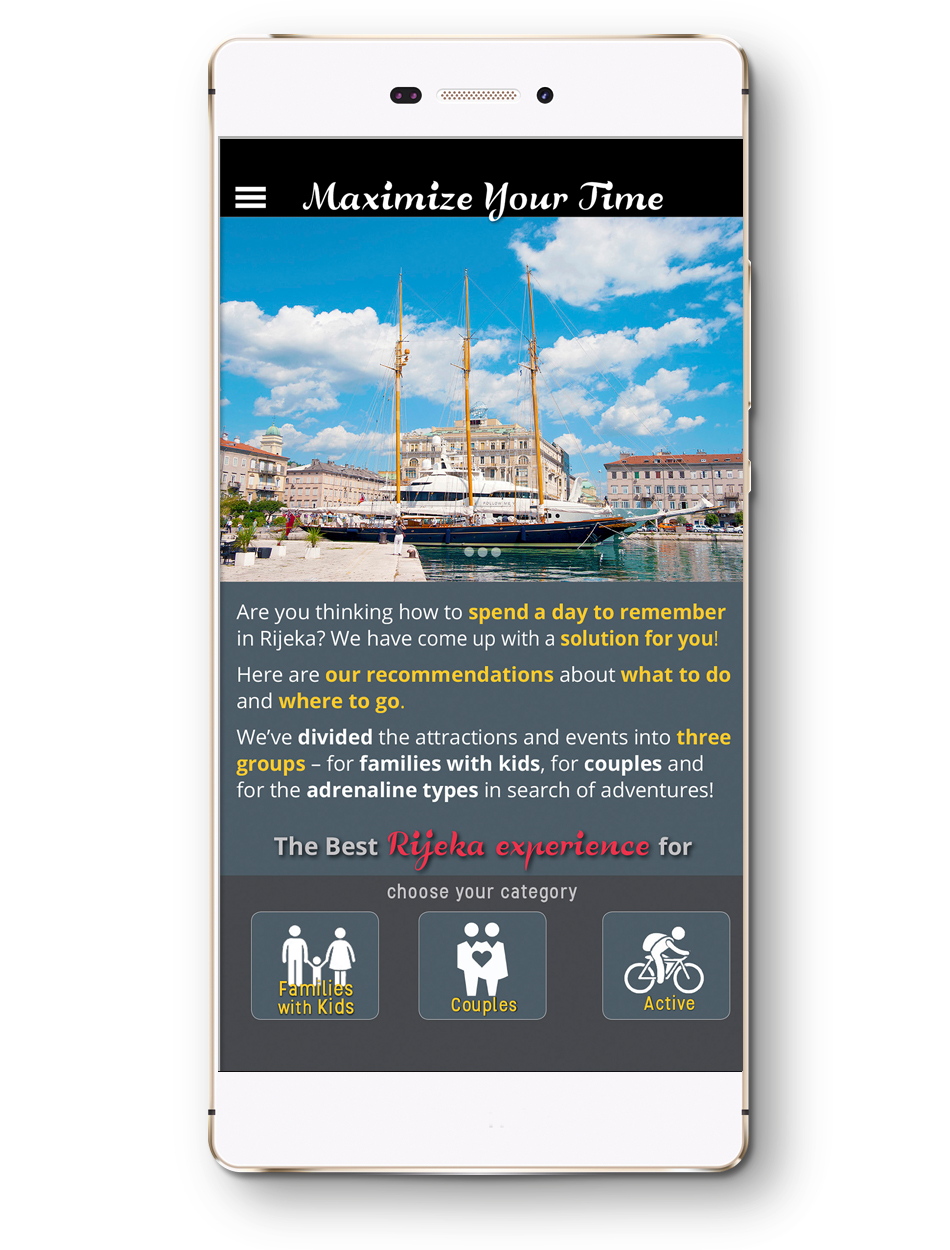 Maximize Your Time
Are you thinking how to spend a day to remember
in Rijeka? We have come up with a solution for you!
Here are our recommendations about what to do
and where to go.
We’ve divided the attractions and events into three
groups – for families with kids, for couples and
for the adrenaline types in search of adventures!
The Best Rijeka experience for
choose your category
Families
with Kids
Couples
Active